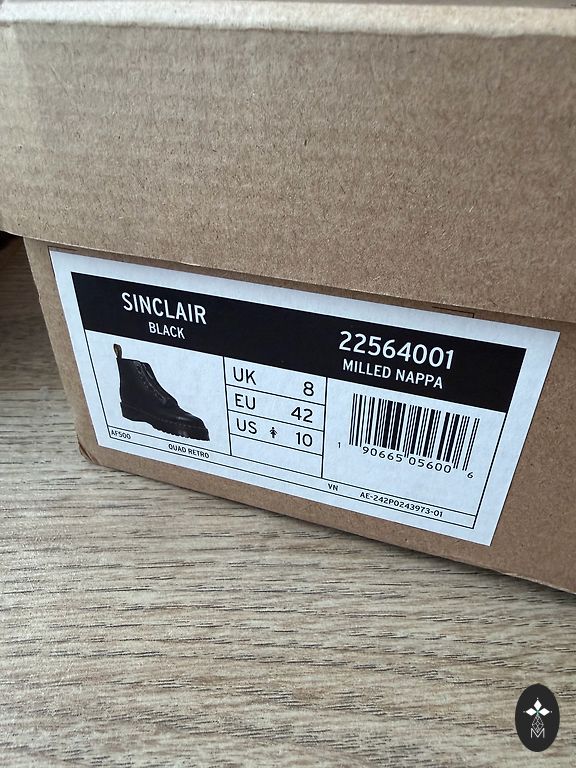 SINCLAIR
BLACK
22564001
MILLED NAPPA
UK 8
EU 42
US 10
1 90665 05600 6
AF500
QUAD RETRO
VN
AE-242P0243973-01
M